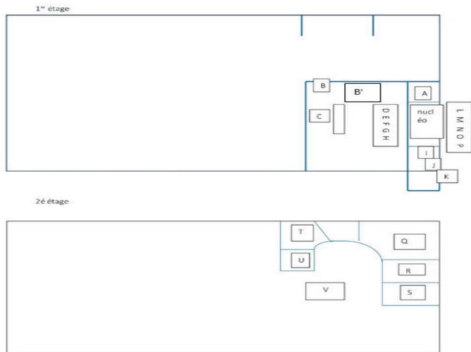 1er étage
B
B'
A
C
D E F G H
nucl
éo
L M N O P
I
J
K
2é étage
T
Q
U
R
V
S